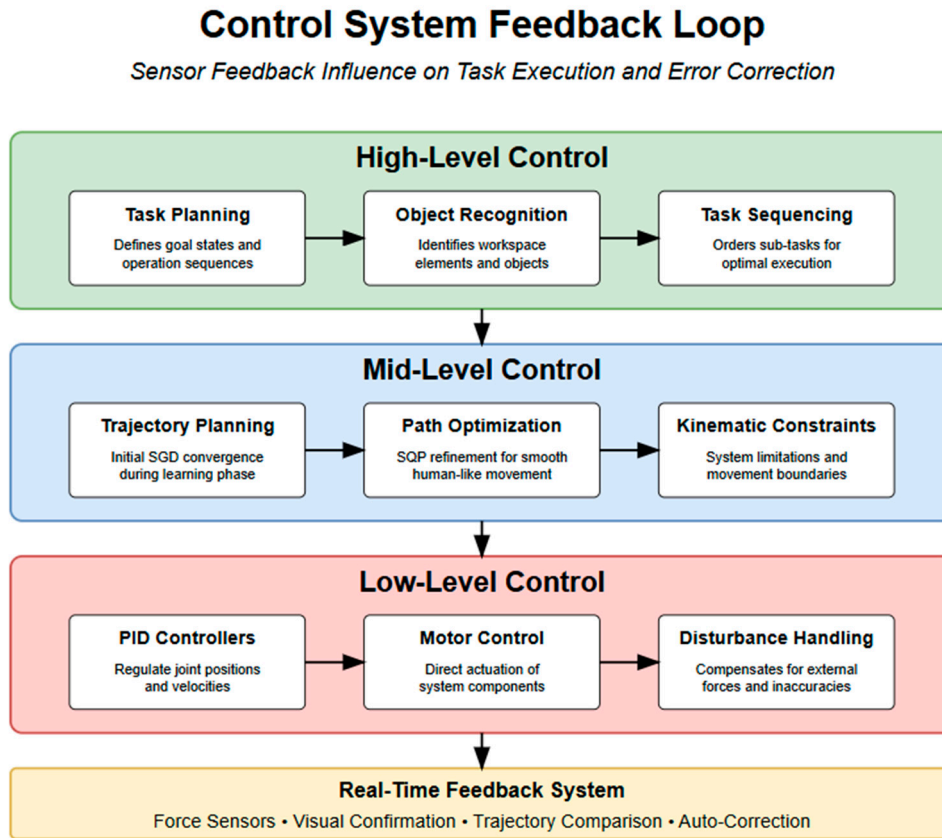 Control System Feedback Loop
Sensor Feedback Influence on Task Execution and Error Correction
High-Level Control
Task Planning
Defines goal states and
operation sequences
Object Recognition
Identifies workspace
elements and objects
Task Sequencing
Orders sub-tasks for
optimal execution
Mid-Level Control
Trajectory Planning
Initial SGD convergence
during learning phase
Path Optimization
SQP refinement for smooth
human-like movement
Kinematic Constraints
System limitations and
movement boundaries
Low-Level Control
PID Controllers
Regulate joint positions
and velocities
Motor Control
Direct actuation of
system components
Disturbance Handling
Compensates for external
forces and inaccuracies
Real-Time Feedback System
Force Sensors • Visual Confirmation • Trajectory Comparison • Auto-Correction